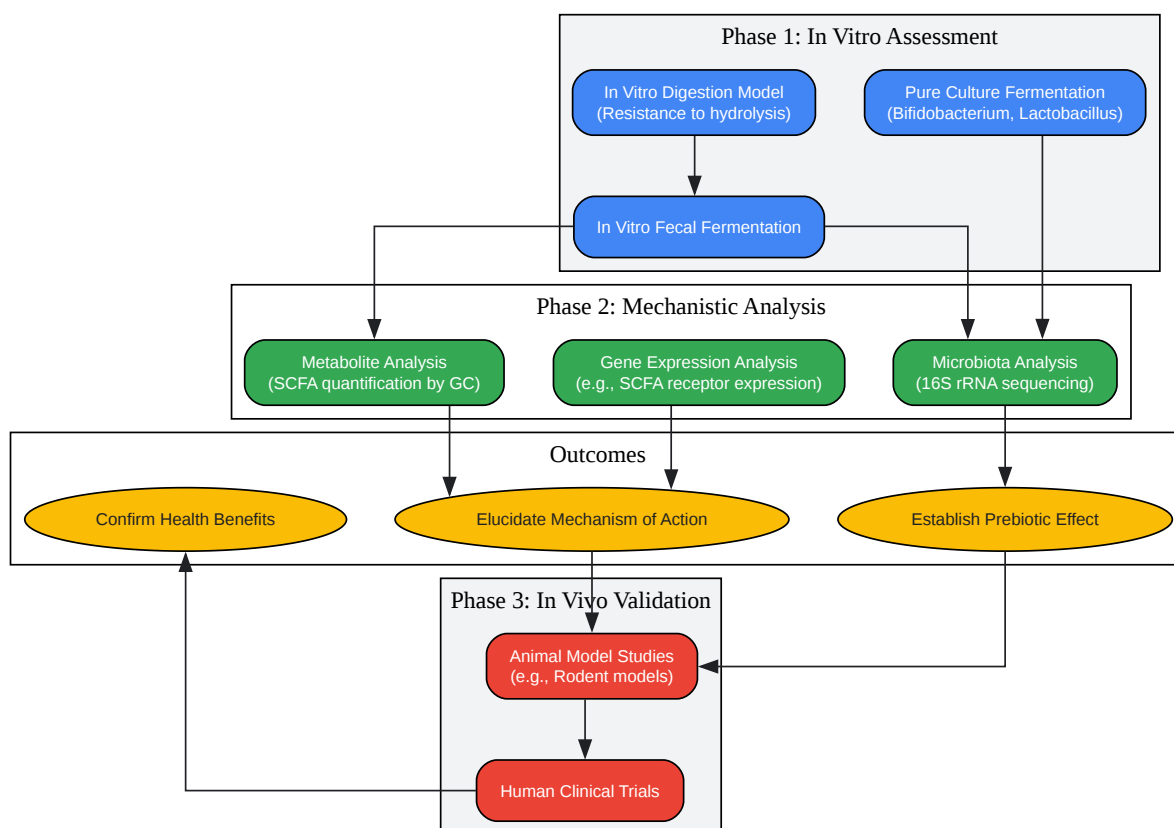 Phase 1: In Vitro Assessment
In Vitro Digestion Model
(Resistance to hydrolysis)
Pure Culture Fermentation
(Bifidobacterium, Lactobacillus)
In Vitro Fecal Fermentation
Phase 2: Mechanistic Analysis
Metabolite Analysis
(SCFA quantification by GC)
Gene Expression Analysis
(e.g., SCFA receptor expression)
Microbiota Analysis
(16S rRNA sequencing)
Outcomes
Confirm Health Benefits
Elucidate Mechanism of Action
Establish Prebiotic Effect
Phase 3: In Vivo Validation
Animal Model Studies
(e.g., Rodent models)
Human Clinical Trials